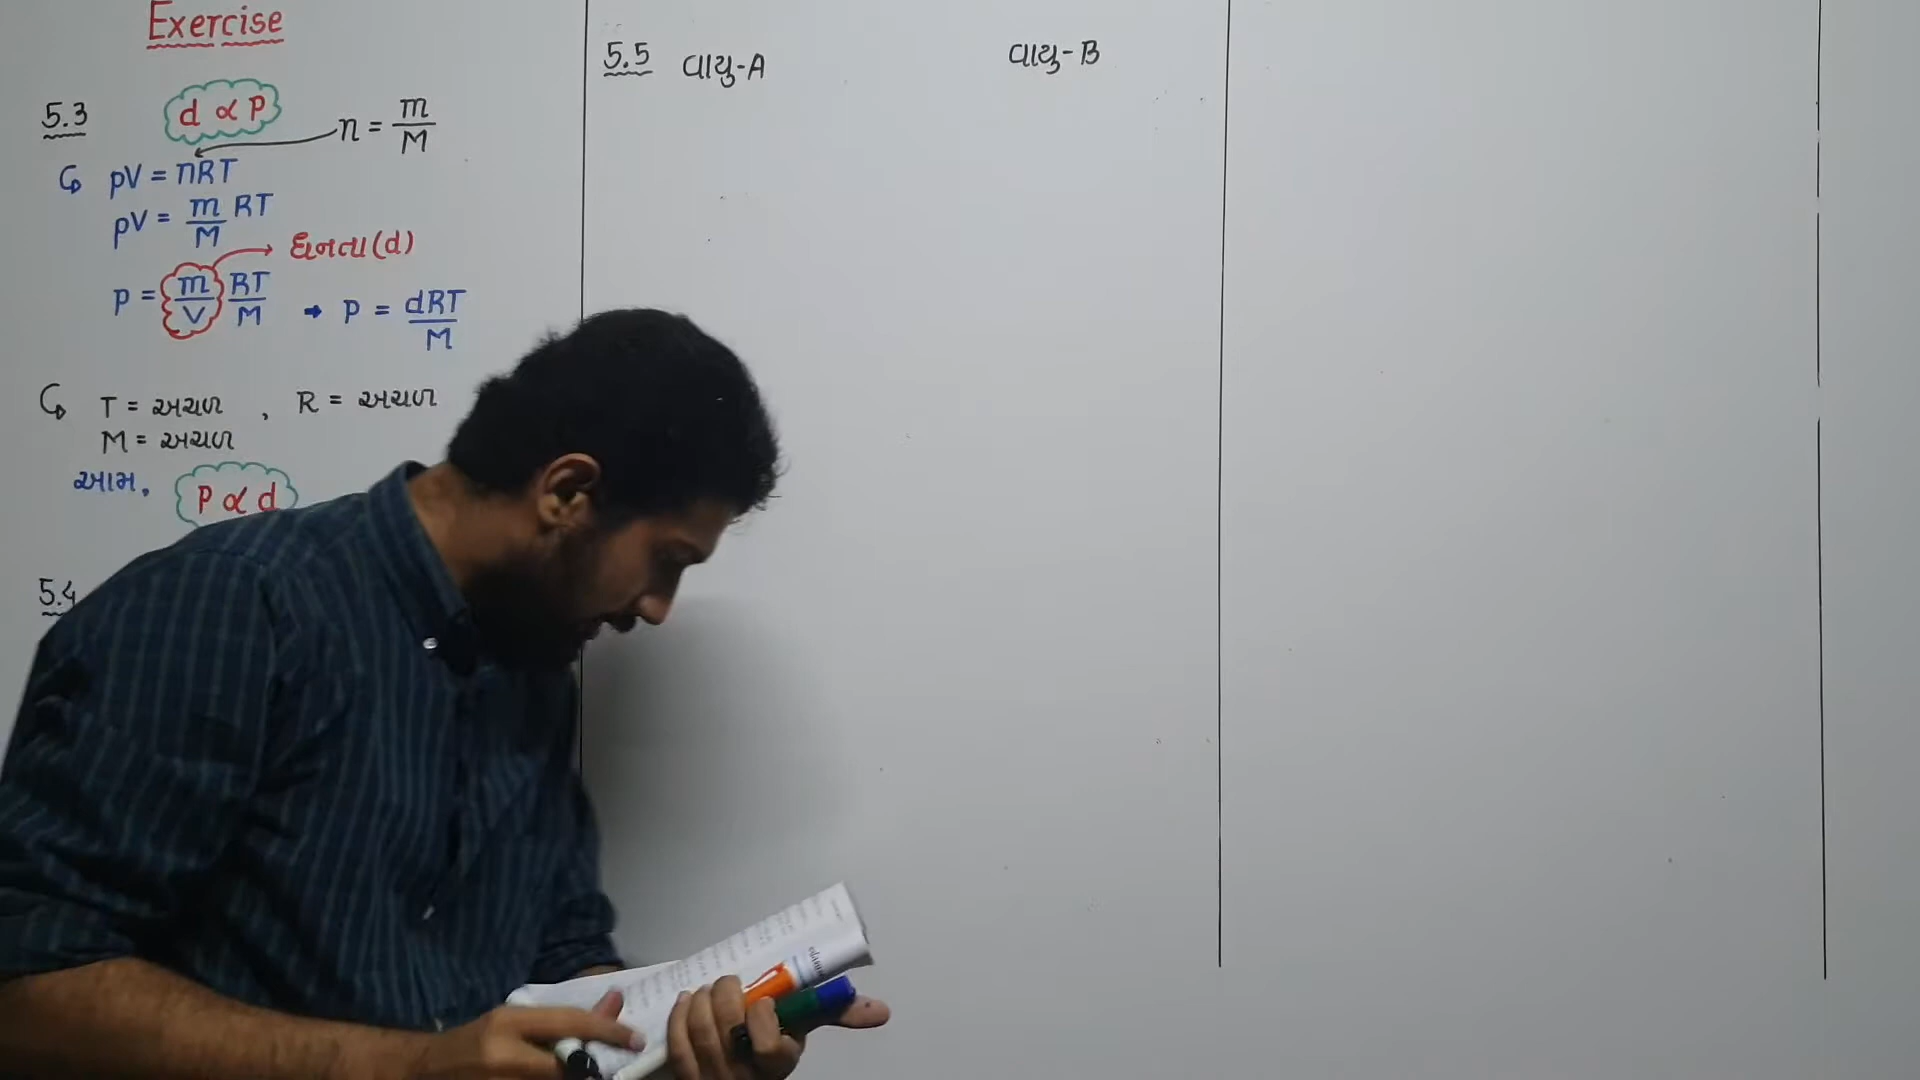 Exercise
5.3 d ∝ p n = m/M
pV = nRT
pV = m/M RT
ઘનતા(d)
p = m/V RT/M → P = dRT/M
T = અચળ , R = અચળ
M = અચળ
આમ, P ∝ d
5.4
5.5 વાયુ-A વાયુ-B